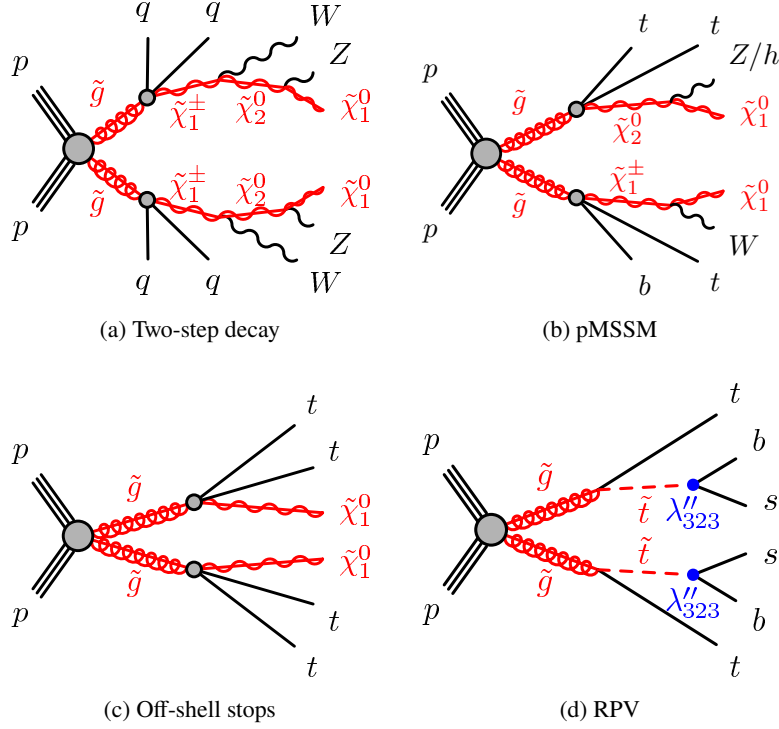 q q W
p Z
g̃ χ̃₁± χ̃₂⁰ χ̃₁⁰
g̃ χ̃₁± χ̃₂⁰ χ̃₁⁰
p Z
q q W
(a) Two-step decay
t t
p Z/h
g̃ χ̃₂⁰ χ̃₁⁰
g̃ χ̃₁± χ̃₁⁰
p W
b t
(b) pMSSM
t
p t
g̃ χ̃₁⁰
g̃ χ̃₁⁰
p t
t
(c) Off-shell stops
t
p b
g̃ t̃ λ″₃₂₃ s
g̃ t̃ λ″₃₂₃ s
p b
t
(d) RPV